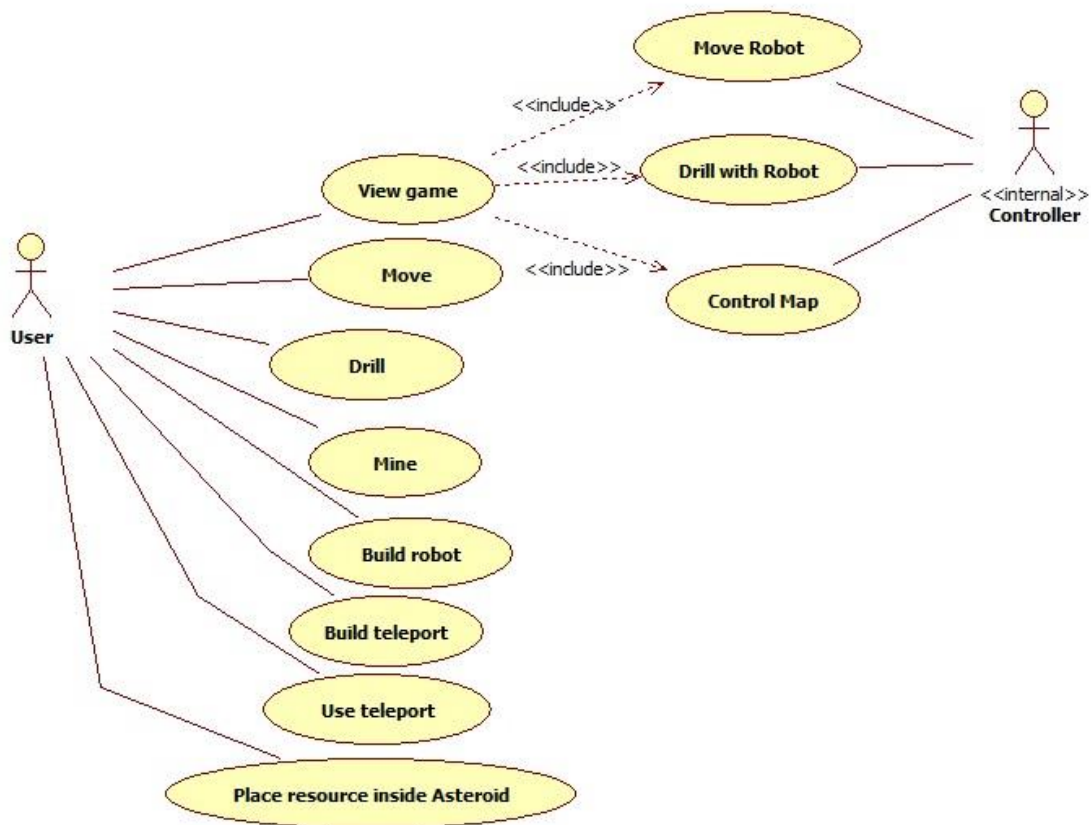 Move Robot
<<include>>
<<include>>
Drill with Robot
View game
<<internal>>
Controller
<<include>>
Move
Control Map
User
Drill
Mine
Build robot
Build teleport
Use teleport
Place resource inside Asteroid